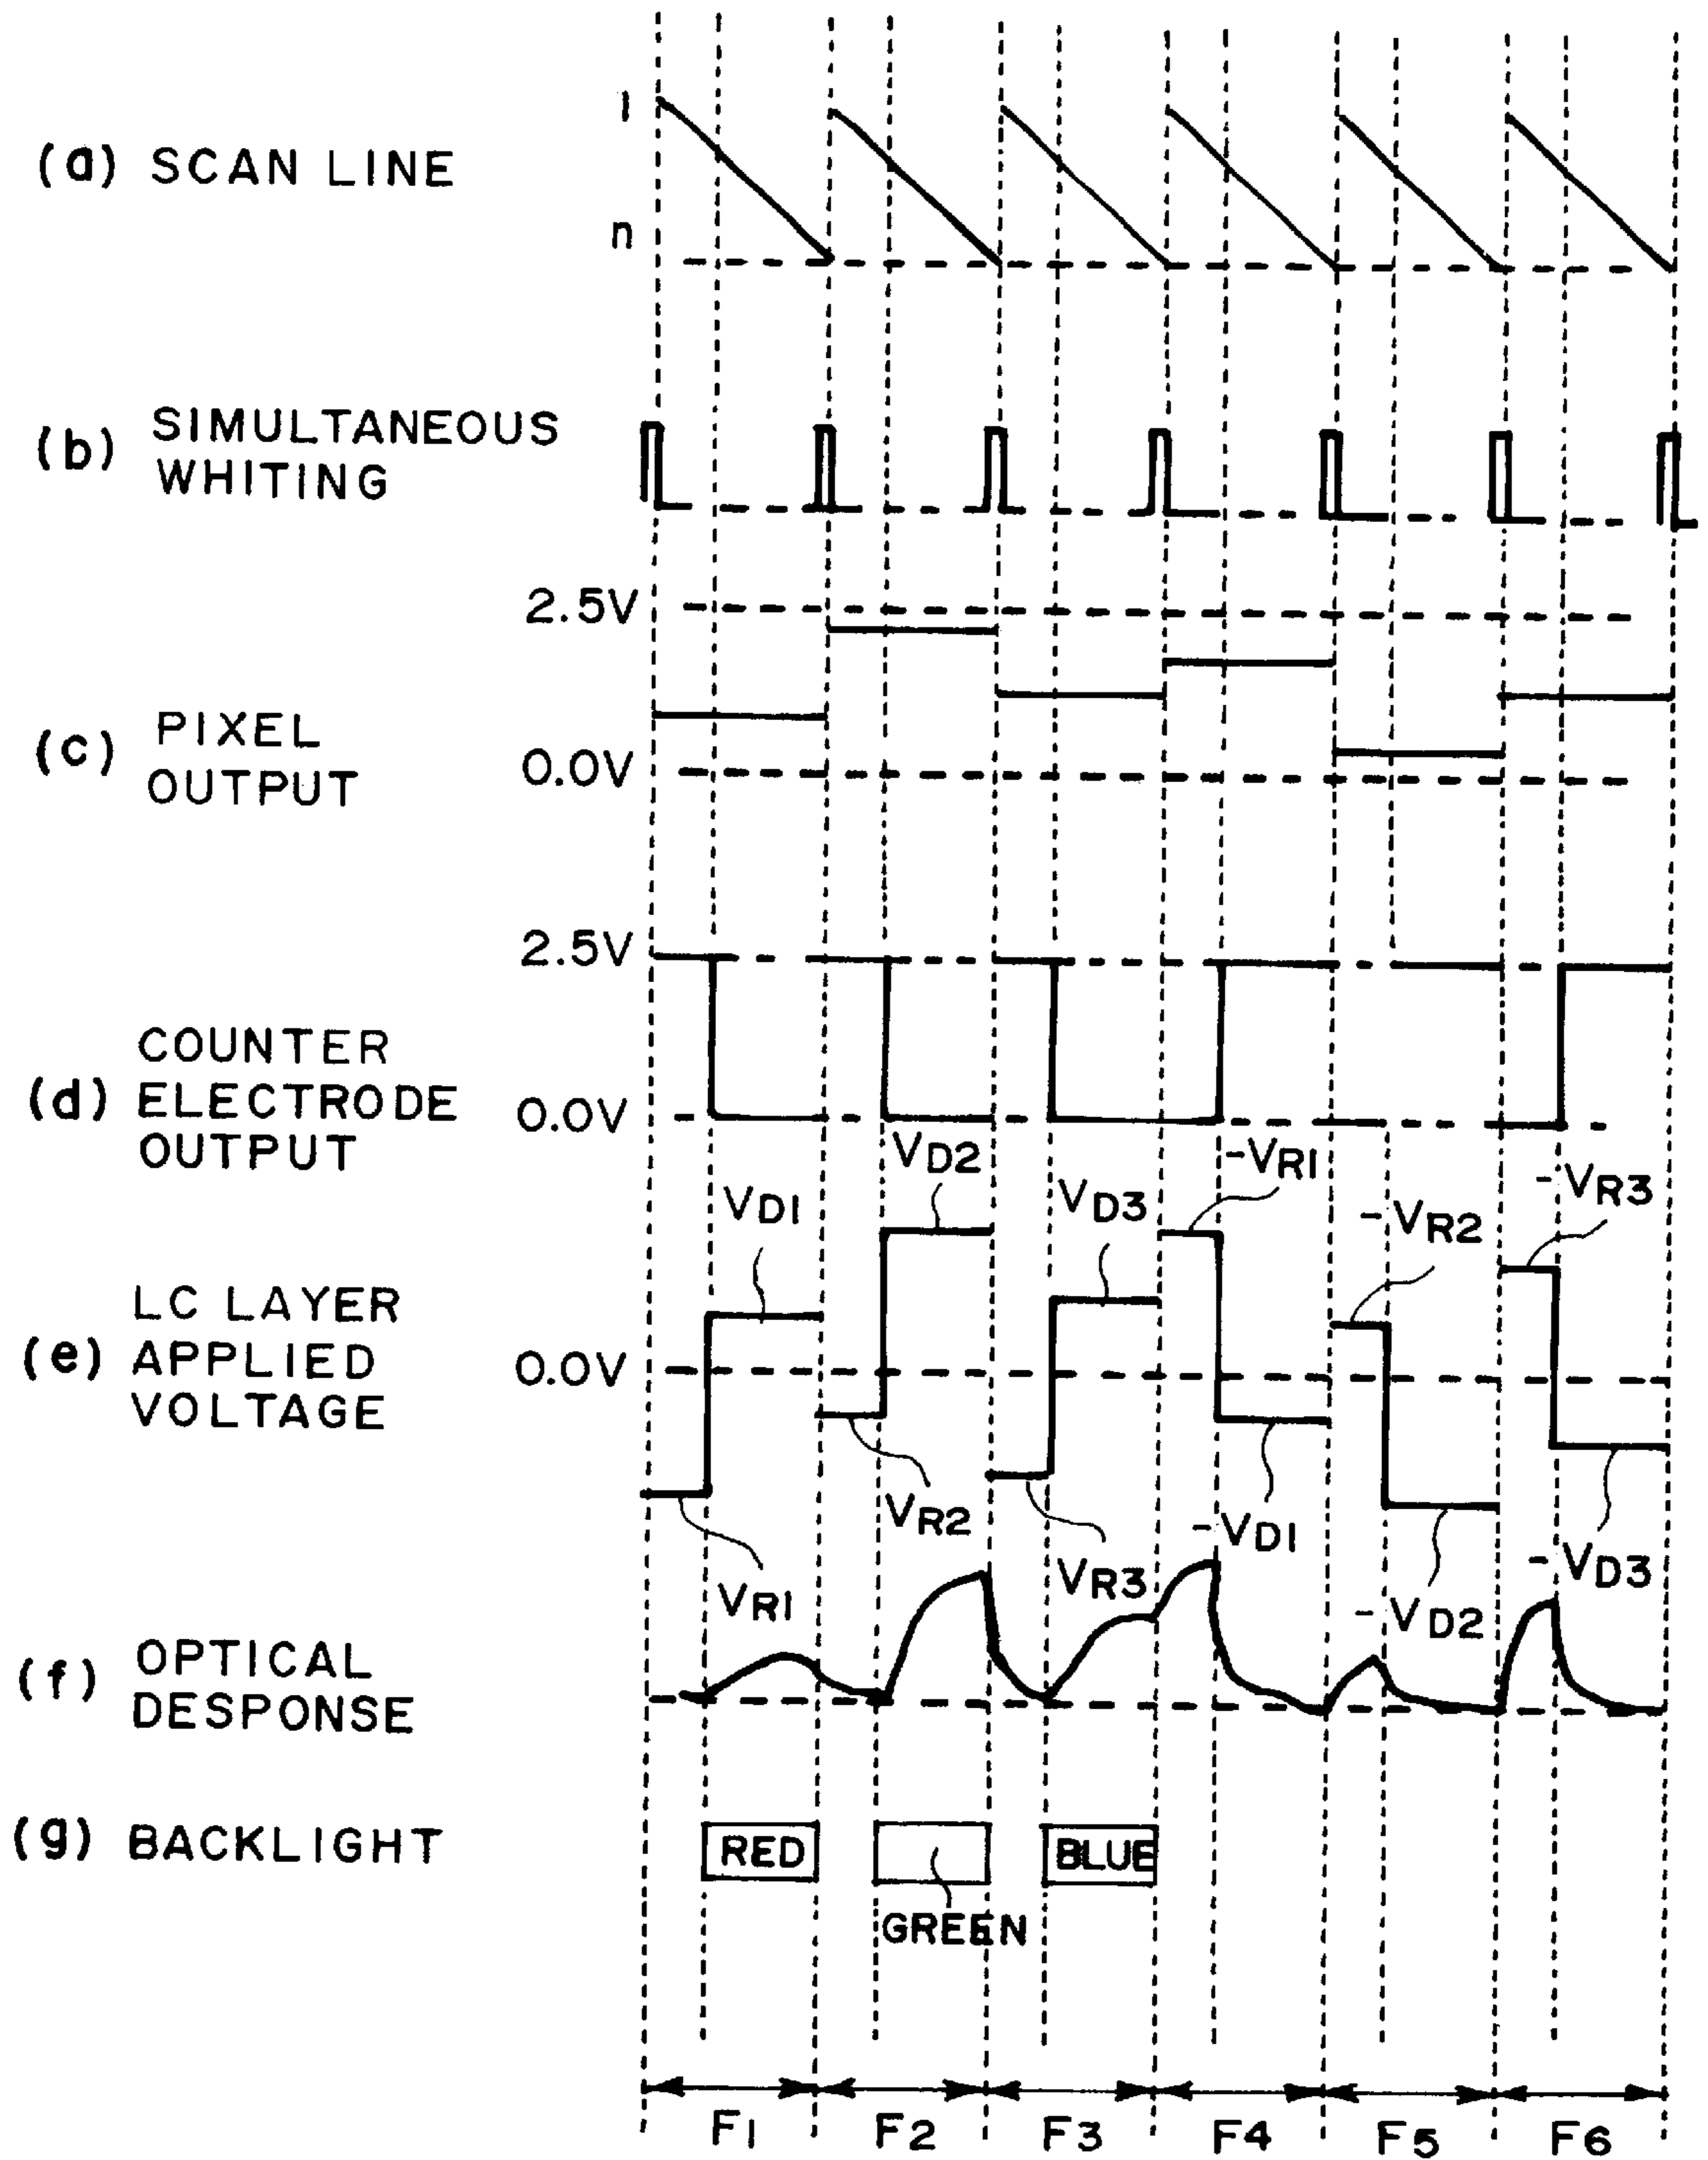 (a) SCAN LINE
1
n
(b) SIMULTANEOUS
WHITING
(c) PIXEL
OUTPUT
2.5V
0.0V
(d) COUNTER
ELECTRODE
OUTPUT
2.5V
0.0V
(e) LC LAYER
APPLIED
VOLTAGE
0.0V
VD1
VD2
VD3
-VR1
-VR2
-VR3
VR1
VR2
VR3
-VD1
-VD2
-VD3
(f) OPTICAL
DESPONSE
(g) BACKLIGHT
RED
GREEN
BLUE
F1 F2 F3 F4 F5 F6